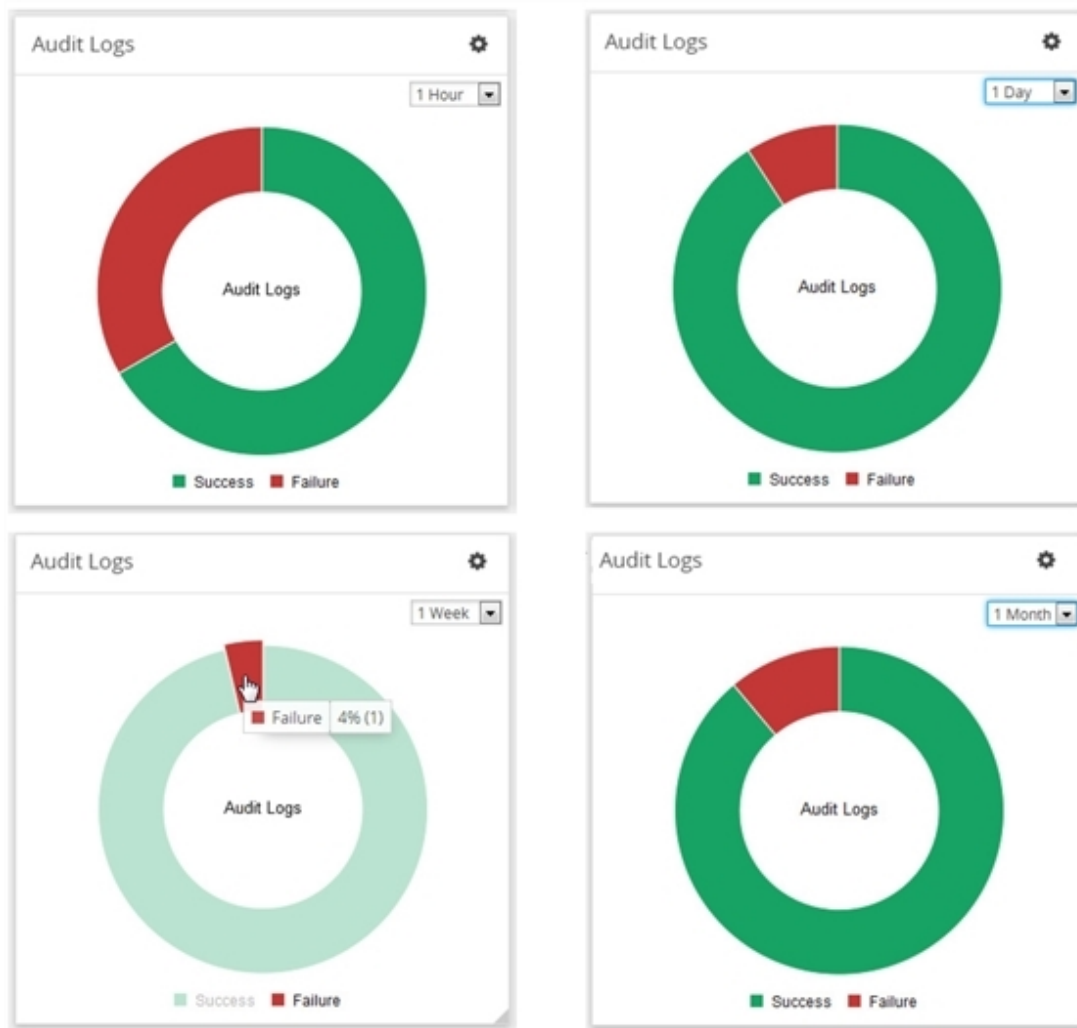 Audit Logs
1 Hour
Audit Logs
Success Failure
Audit Logs
1 Day
Audit Logs
Success Failure
Audit Logs
1 Week
Failure 4% (1)
Audit Logs
Success Failure
Audit Logs
1 Month
Audit Logs
Success Failure